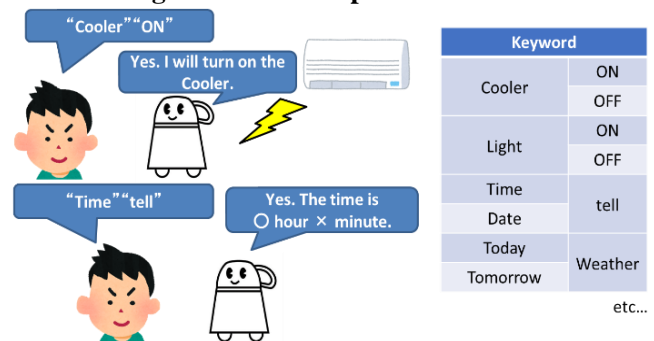 “Cooler”“ON”
Yes. I will turn on the
Cooler.
“Time”“tell”
Yes. The time is
○ hour × minute.
Keyword
Cooler
ON
OFF
Light
ON
OFF
Time
Date
tell
Today
Tomorrow
Weather
etc…